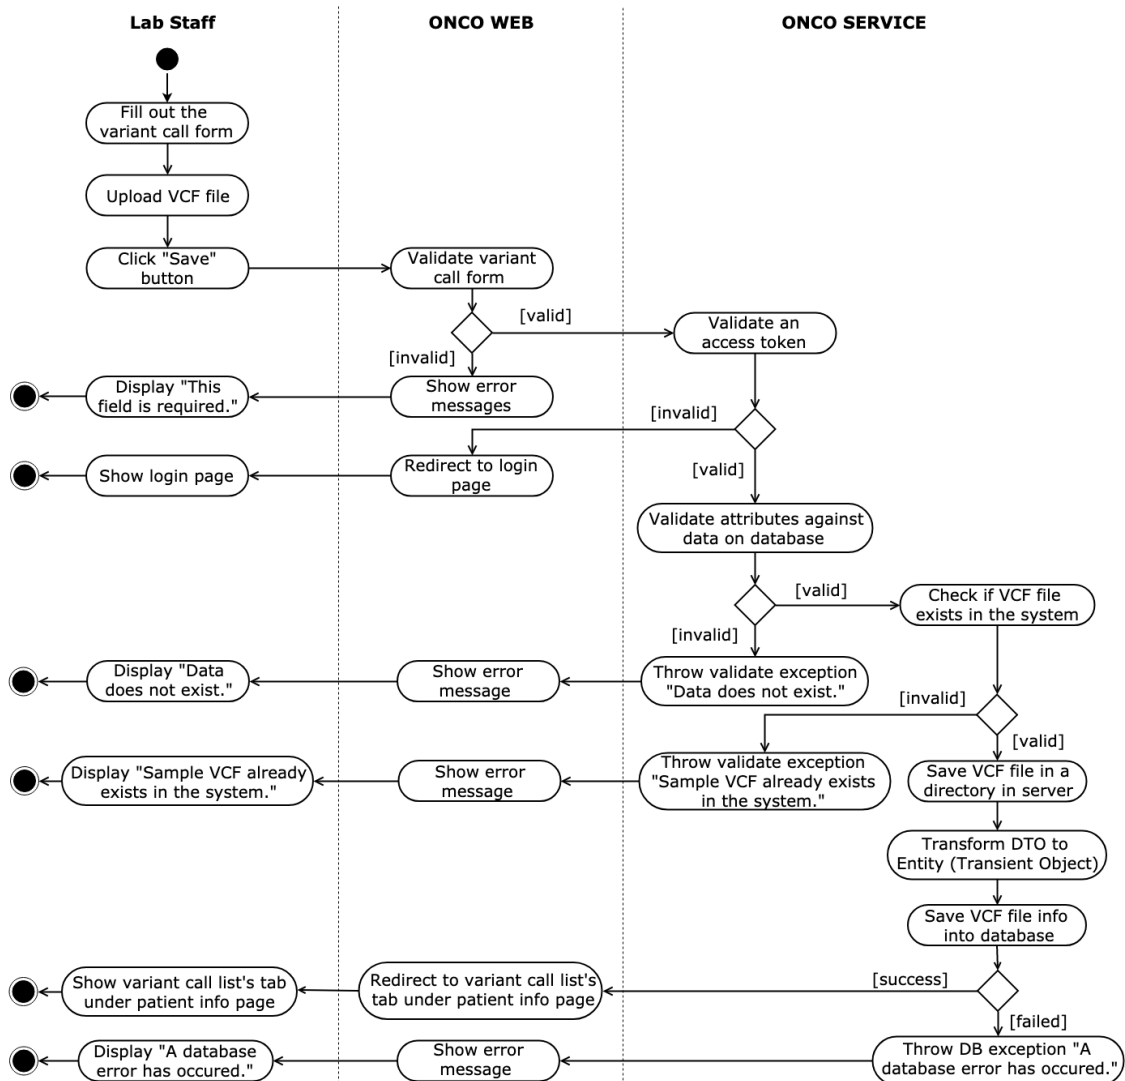 Lab Staff
ONCO WEB
ONCO SERVICE
Fill out the
variant call form
Upload VCF file
Click "Save"
button
Validate variant
call form
[valid]
Validate an
access token
[invalid]
Show error
messages
Display "This
field is required."
[invalid]
Redirect to login
page
Show login page
[valid]
Validate attributes against
data on database
[valid]
Check if VCF file
exists in the system
[invalid]
Throw validate exception
"Data does not exist."
Show error
message
Display "Data
does not exist."
[invalid]
[valid]
Throw validate exception
"Sample VCF already exists
in the system."
Show error
message
Display "Sample VCF already
exists in the system."
Save VCF file in a
directory in server
Transform DTO to
Entity (Transient Object)
Save VCF file info
into database
[success]
Redirect to variant call list's
tab under patient info page
Show variant call list's tab
under patient info page
[failed]
Throw DB exception "A
database error has occured."
Show error
message
Display "A database
error has occured."